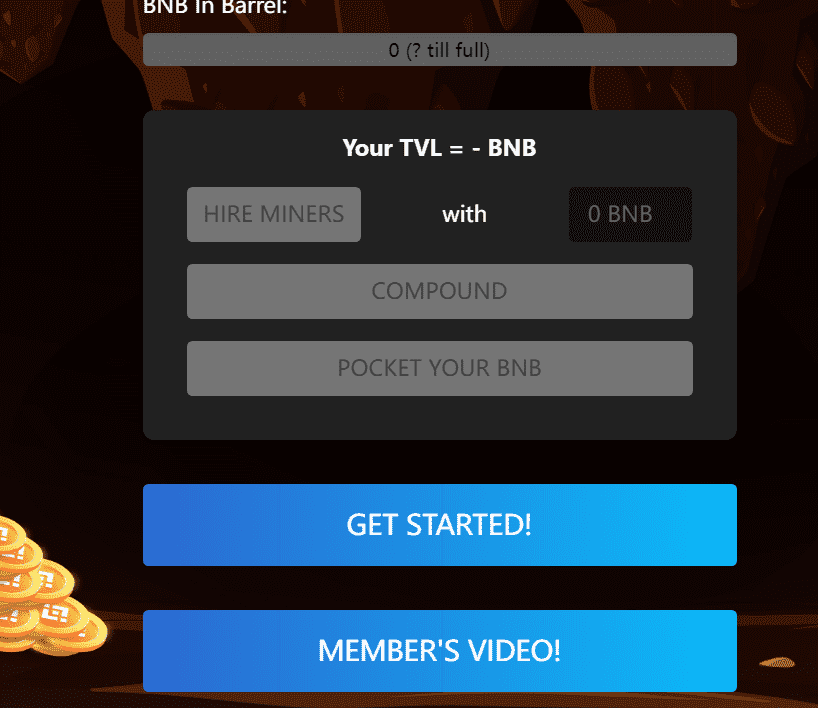 BNB In Barrel:
0 (? till full)
Your TVL = - BNB
HIRE MINERS with 0 BNB
COMPOUND
POCKET YOUR BNB
GET STARTED!
MEMBER'S VIDEO!